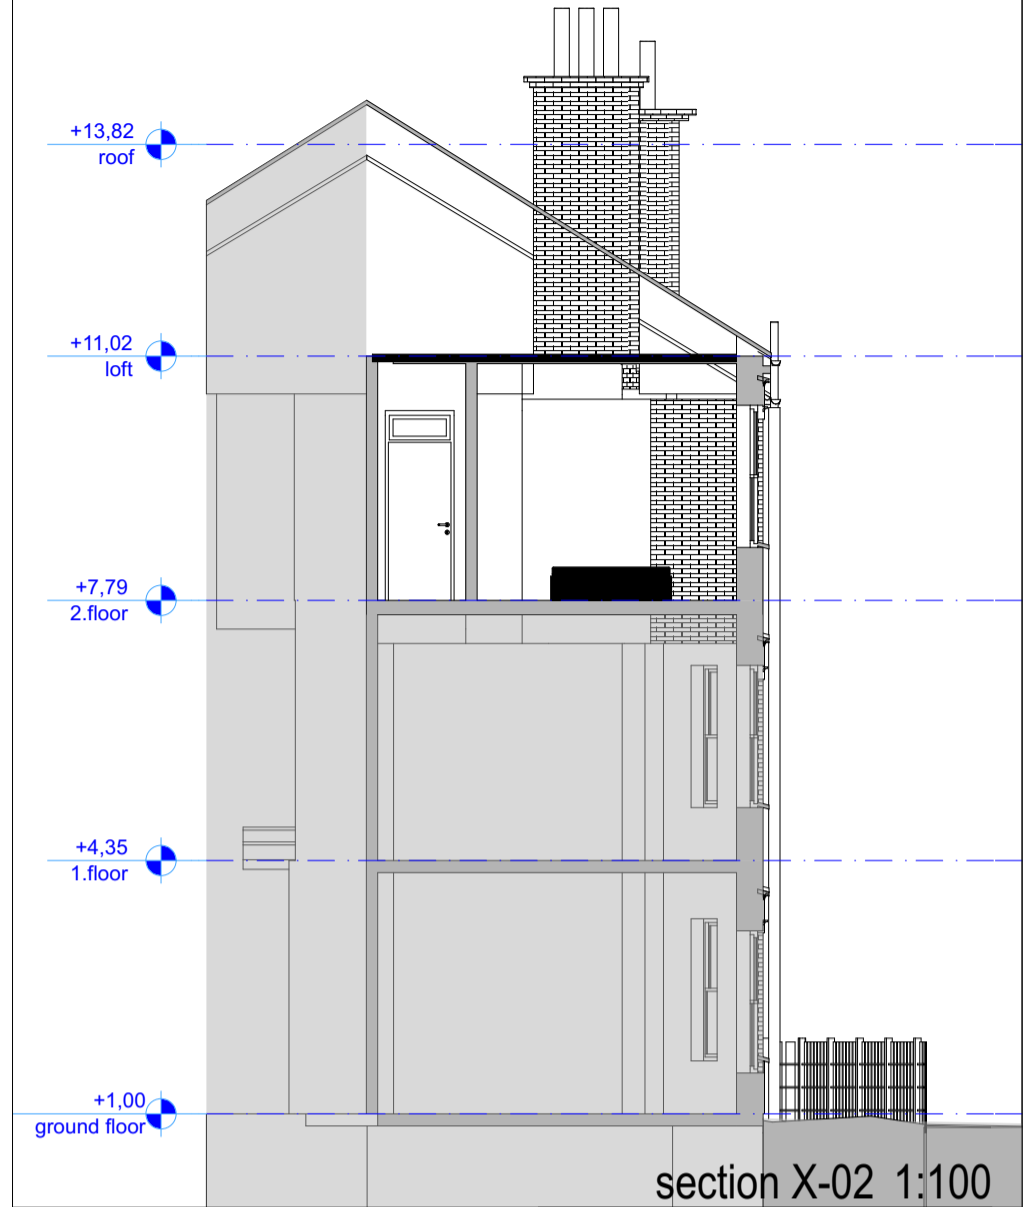 +13,82
roof
+11,02
loft
+7,79
2.floor
+4,35
1.floor
+1,00
ground floor
section X-02 1:100